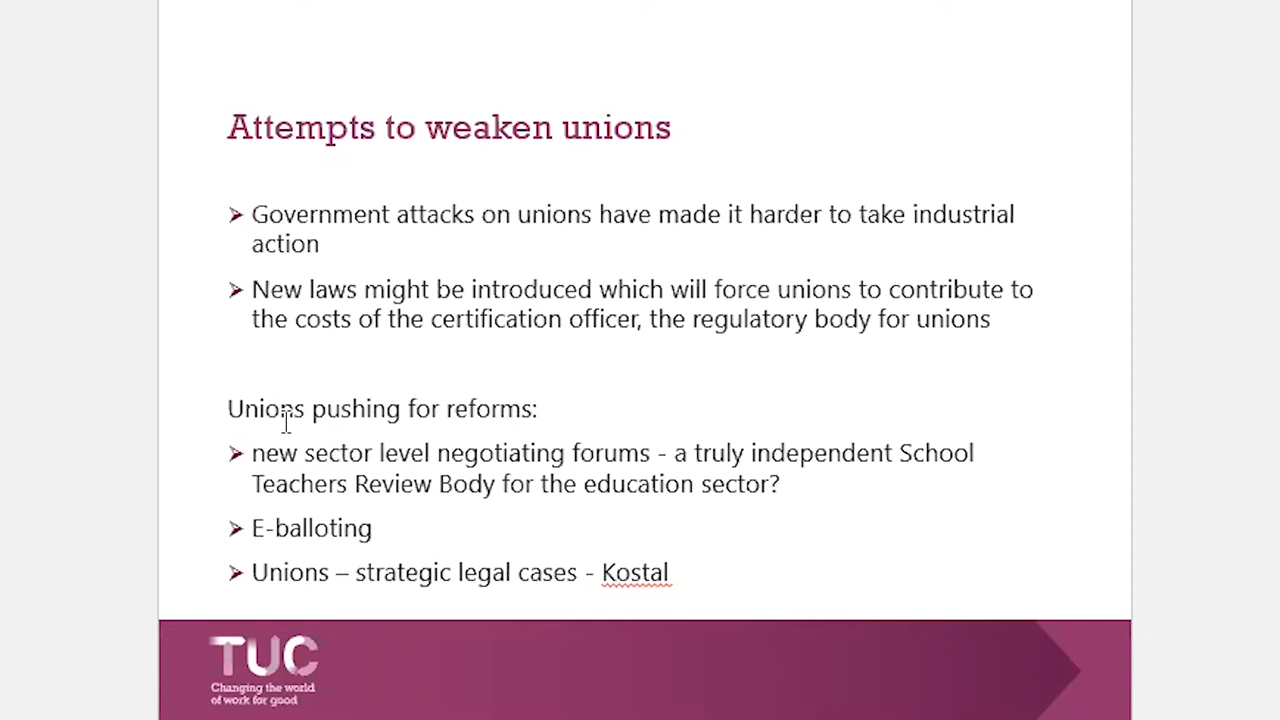 Attempts to weaken unions
Government attacks on unions have made it harder to take industrial
action
New laws might be introduced which will force unions to contribute to
the costs of the certification officer, the regulatory body for unions
Unions pushing for reforms:
new sector level negotiating forums - a truly independent School
Teachers Review Body for the education sector?
E-balloting
Unions – strategic legal cases - Kostal
TUC
Changing the world
of work for good